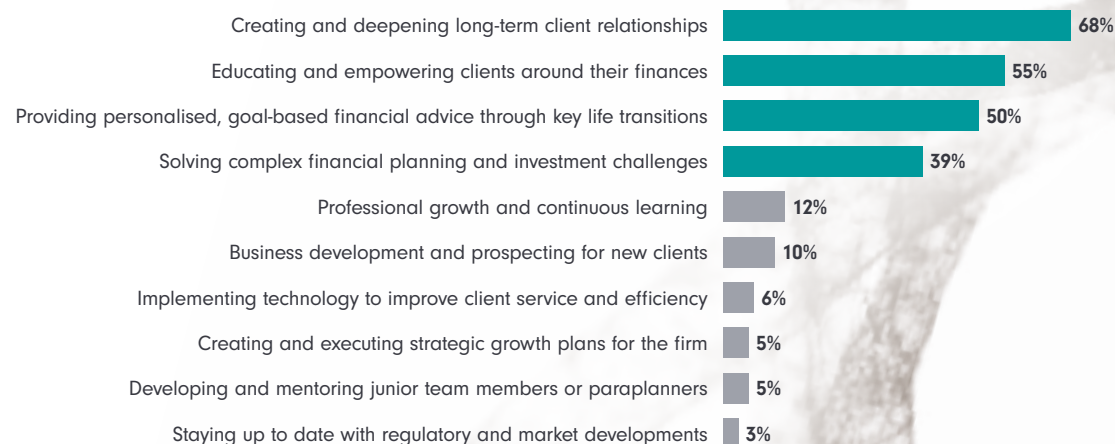 Creating and deepening long-term client relationships 68%
Educating and empowering clients around their finances 55%
Providing personalised, goal-based financial advice through key life transitions 50%
Solving complex financial planning and investment challenges 39%
Professional growth and continuous learning 12%
Business development and prospecting for new clients 10%
Implementing technology to improve client service and efficiency 6%
Creating and executing strategic growth plans for the firm 5%
Developing and mentoring junior team members or paraplanners 5%
Staying up to date with regulatory and market developments 3%